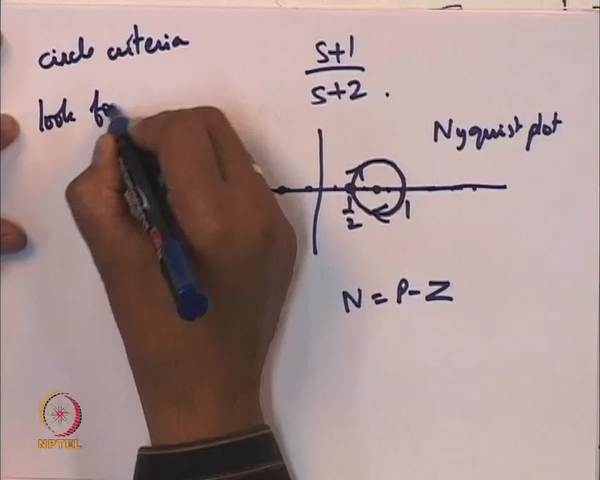 circle criteria
look fo
s+1
s+2 .
Nyquist plot
1
2
1
N = P - Z
NPTEL